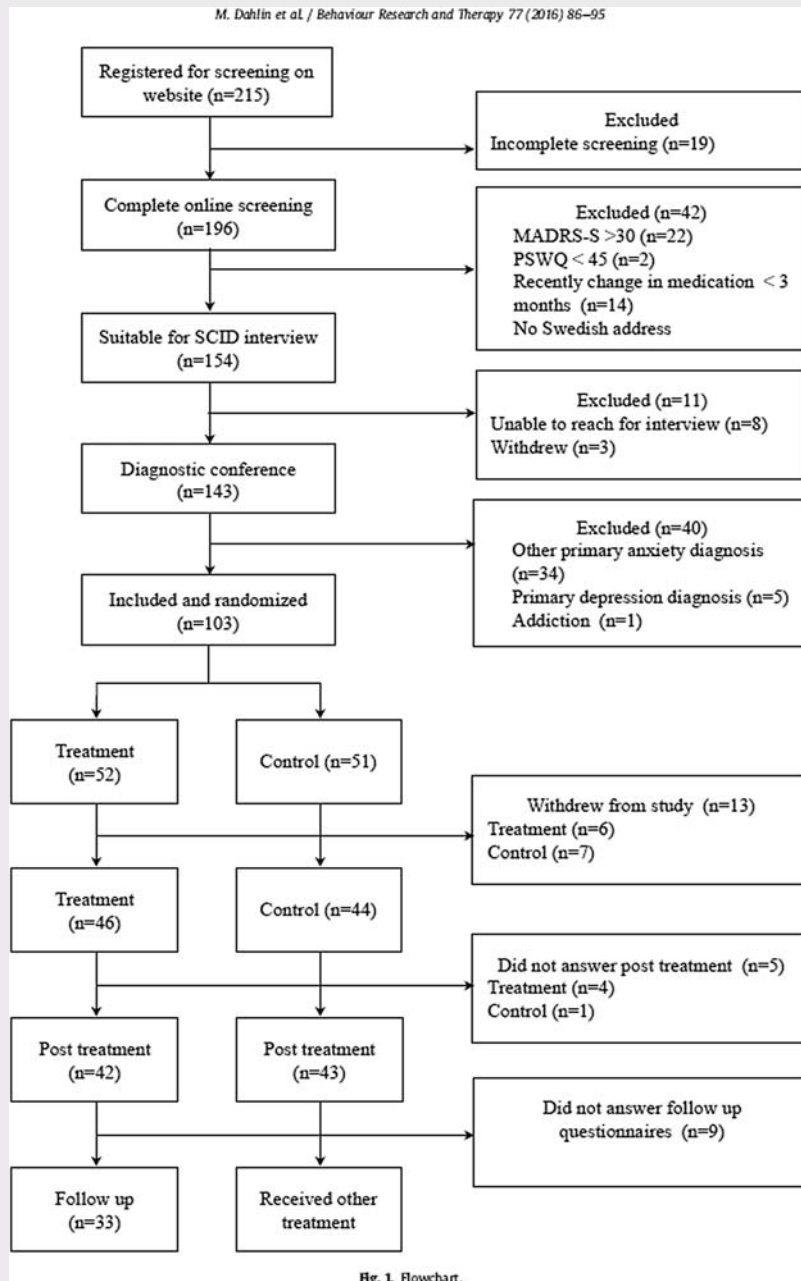 M. Dahlin et al. / Behaviour Research and Therapy 77 (2016) 86–95
Registered for screening on
website (n=215)
Excluded
Incomplete screening (n=19)
Complete online screening
(n=196)
Excluded (n=42)
MADRS-S >30 (n=22)
PSWQ < 45 (n=2)
Recently change in medication < 3
months (n=14)
No Swedish address
Suitable for SCID interview
(n=154)
Excluded (n=11)
Unable to reach for interview (n=8)
Withdrew (n=3)
Diagnostic conference
(n=143)
Excluded (n=40)
Other primary anxiety diagnosis
(n=34)
Primary depression diagnosis (n=5)
Addiction (n=1)
Included and randomized
(n=103)
Treatment
(n=52)
Control (n=51)
Withdrew from study (n=13)
Treatment (n=6)
Control (n=7)
Treatment
(n=46)
Control (n=44)
Did not answer post treatment (n=5)
Treatment (n=4)
Control (n=1)
Post treatment
(n=42)
Post treatment
(n=43)
Did not answer follow up
questionnaires (n=9)
Follow up
(n=33)
Received other
treatment
Fig. 1. Flowchart.